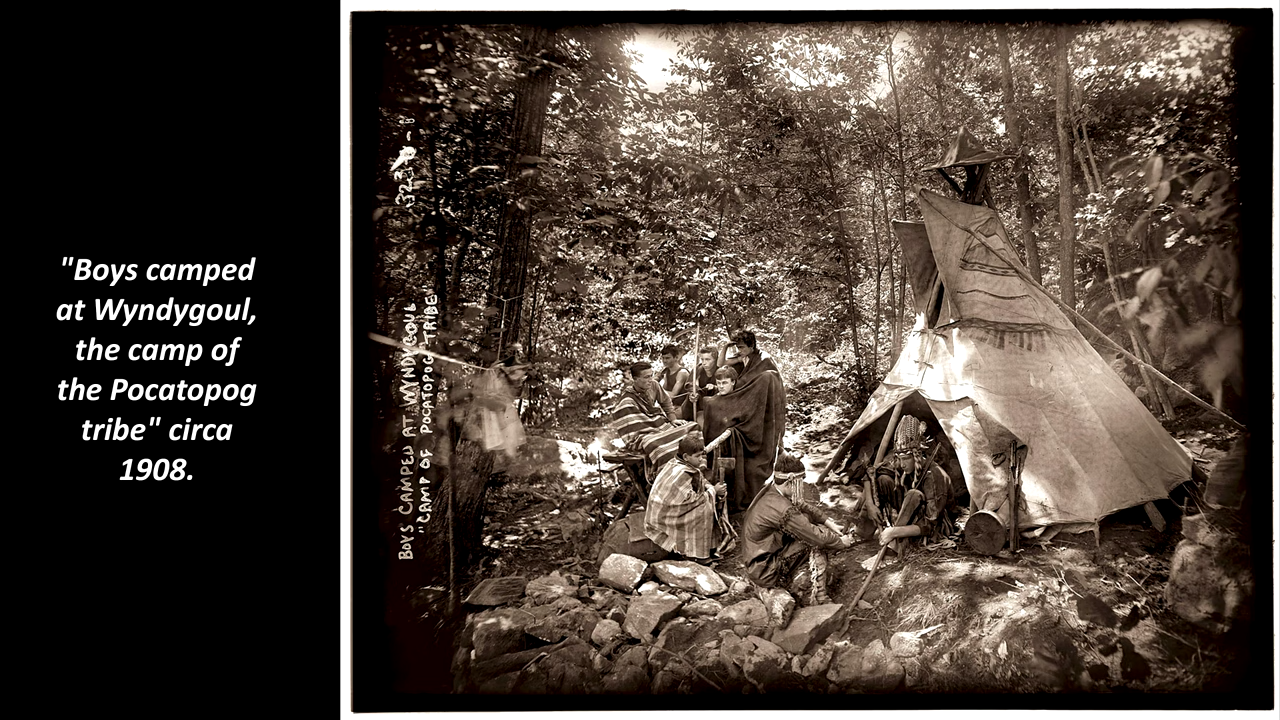 "Boys camped
at Wyndygoul,
the camp of
the Pocatopog
tribe" circa
1908.
BOYS CAMPED AT WYNDYGOUL
"CAMP OF POCATOPOG TRIBE